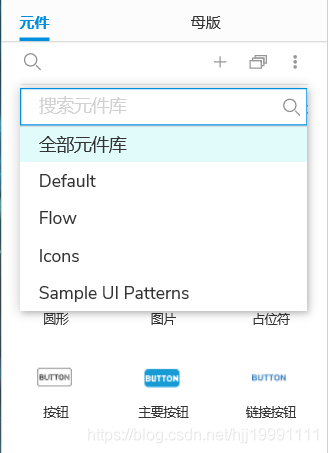 元件 母版
搜索元件库
全部元件库
Default
Flow
Icons
Sample UI Patterns
圆形 图片 占位符
BUTTON BUTTON BUTTON
按钮 主要按钮 链接按钮
https://blog.csdn.net/hjj19991111